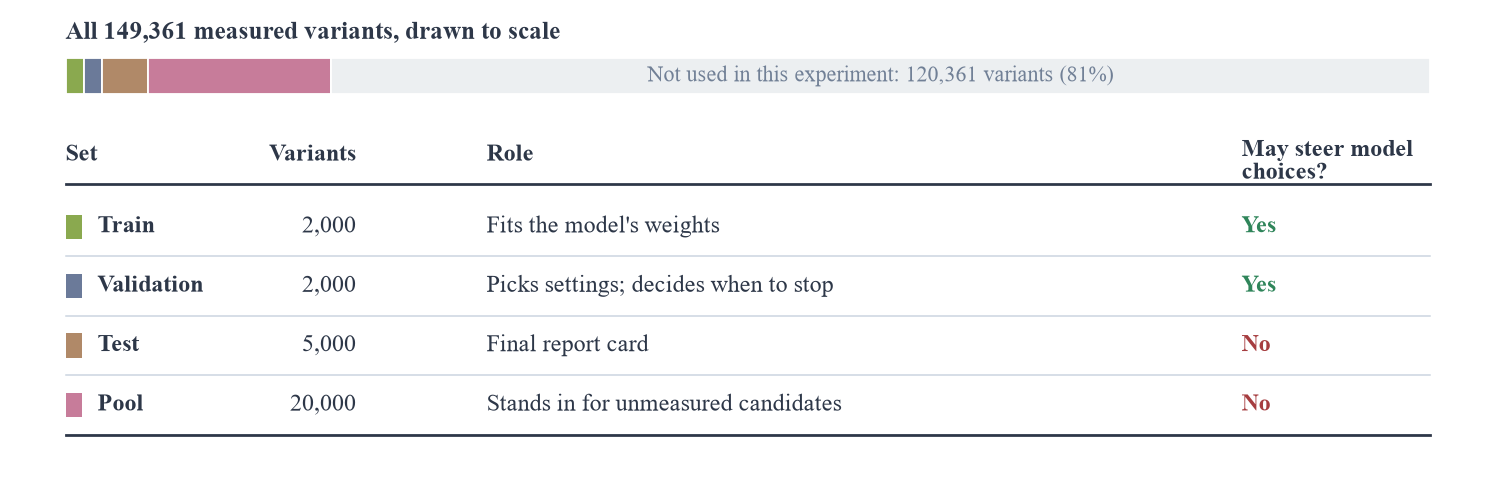 All 149,361 measured variants, drawn to scale
Not used in this experiment: 120,361 variants (81%)
Set Variants Role May steer model choices?
Train 2,000 Fits the model's weights Yes
Validation 2,000 Picks settings; decides when to stop Yes
Test 5,000 Final report card No
Pool 20,000 Stands in for unmeasured candidates No